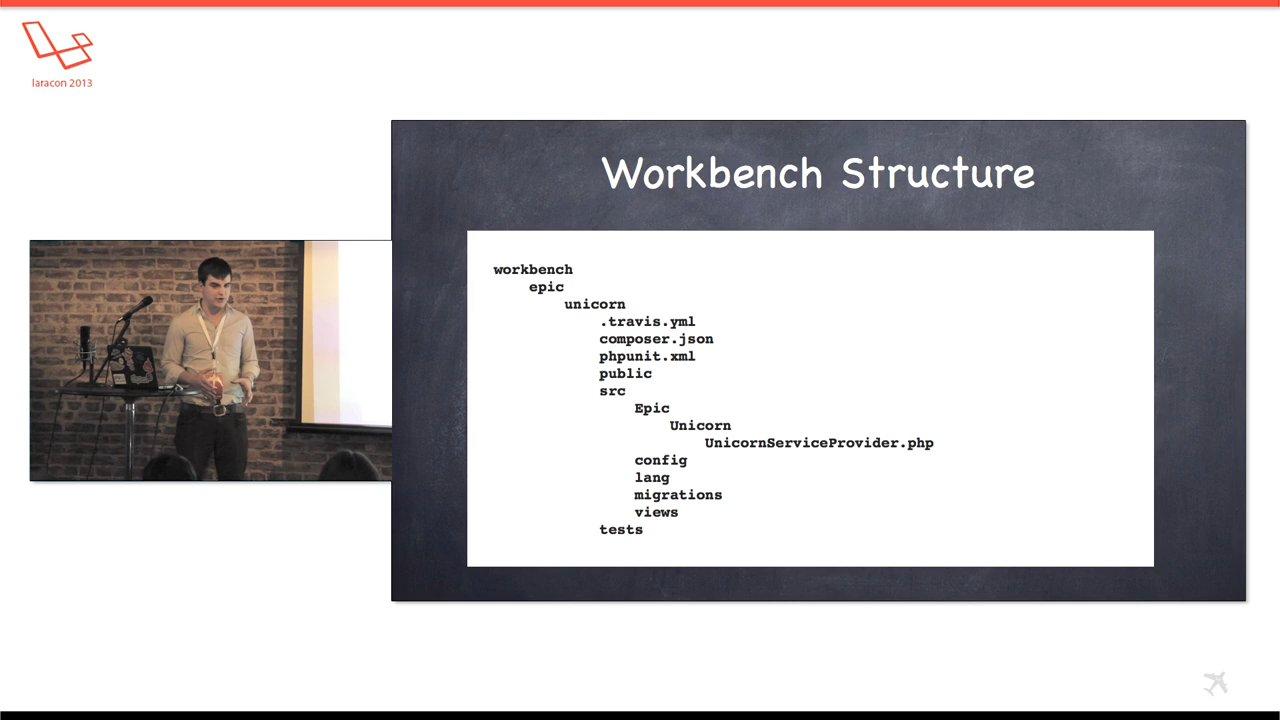 laracon 2013
Workbench Structure
workbench
epic
unicorn
.travis.yml
composer.json
phpunit.xml
public
src
Epic
Unicorn
UnicornServiceProvider.php
config
lang
migrations
views
tests